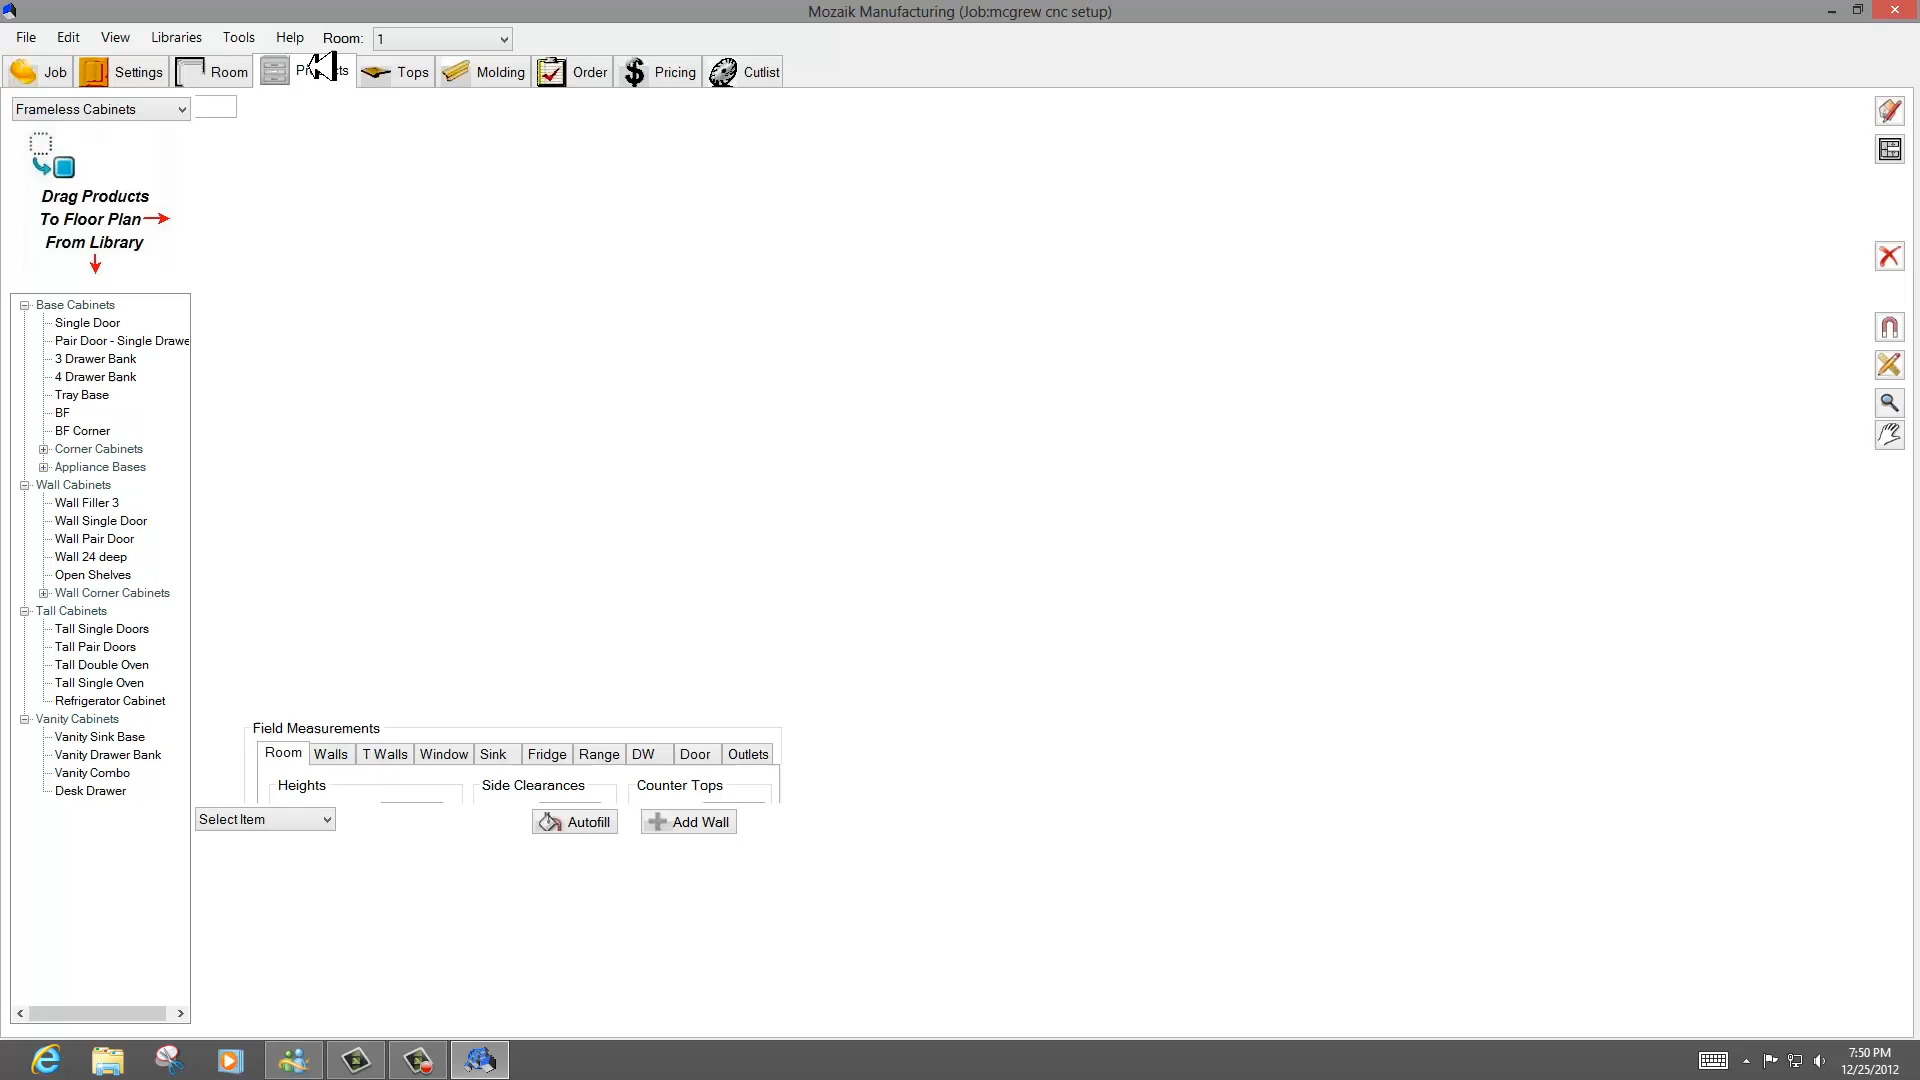 Mozaik Manufacturing (Job:mcgrew cnc setup)
File Edit View Libraries Tools Help Room: 1
Job Settings Room Tops Molding Order Pricing Cutlist
Frameless Cabinets
Drag Products
To Floor Plan
From Library
Base Cabinets
Single Door
Pair Door - Single Drawe
3 Drawer Bank
4 Drawer Bank
Tray Base
BF
BF Corner
Corner Cabinets
Appliance Bases
Wall Cabinets
Wall Filler 3
Wall Single Door
Wall Pair Door
Wall 24 deep
Open Shelves
Wall Corner Cabinets
Tall Cabinets
Tall Single Doors
Tall Pair Doors
Tall Double Oven
Tall Single Oven
Refrigerator Cabinet
Vanity Cabinets
Vanity Sink Base
Vanity Drawer Bank
Vanity Combo
Desk Drawer
Field Measurements
Room Walls T Walls Window Sink Fridge Range DW Door Outlets
Heights Side Clearances Counter Tops
Select Item Autofill Add Wall
7:50 PM
12/25/2012